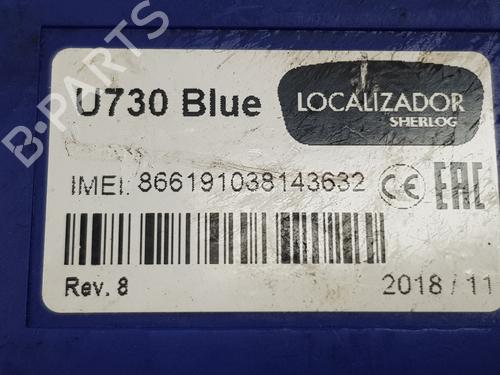 U730 Blue
LOCALIZADOR
SHERLOG
IMEI: 866191038143632 CE EAC
Rev. 8
2018 / 11
B-PARTS